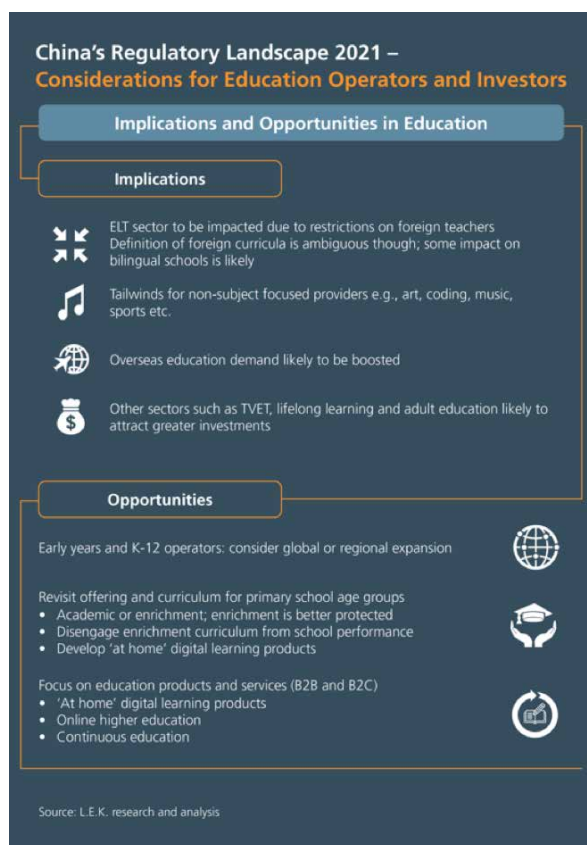 China's Regulatory Landscape 2021 –
Considerations for Education Operators and Investors
Implications and Opportunities in Education
Implications
ELT sector to be impacted due to restrictions on foreign teachers
Definition of foreign curricula is ambiguous though; some impact on
bilingual schools is likely
Tailwinds for non-subject focused providers e.g., art, coding, music,
sports etc.
Overseas education demand likely to be boosted
$
Other sectors such as TVET, lifelong learning and adult education likely to
attract greater investments
Opportunities
Early years and K-12 operators: consider global or regional expansion
Revisit offering and curriculum for primary school age groups
• Academic or enrichment; enrichment is better protected
• Disengage enrichment curriculum from school performance
• Develop 'at home' digital learning products
Focus on education products and services (B2B and B2C)
• 'At home' digital learning products
• Online higher education
• Continuous education
Source: L.E.K. research and analysis